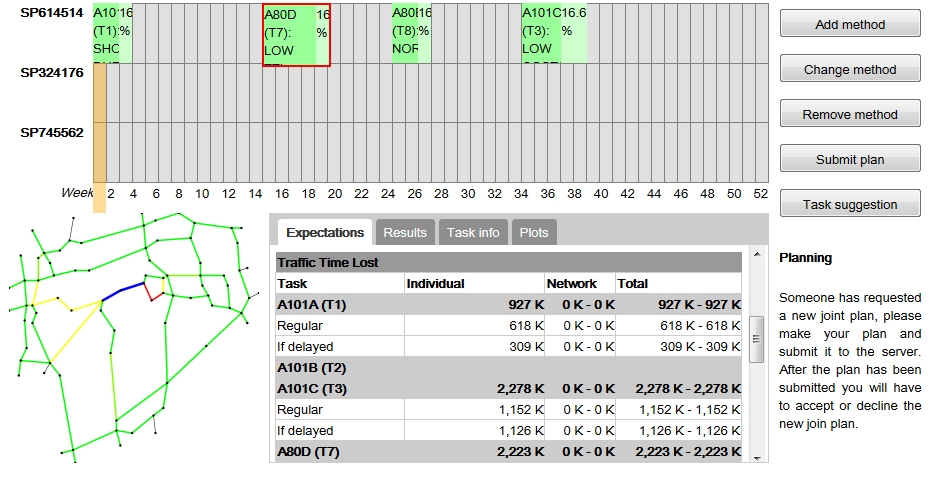 SP614514
A10 16
(T1): %
SHC
A80D 16
(T7): %
LOW
A80I 16
(T8): %
NOR
A101C 16.6
(T3): %
LOW
SP324176
SP745562
Week 2 4 6 8 10 12 14 16 18 20 22 24 26 28 30 32 34 36 38 40 42 44 46 48 50 52
Add method
Change method
Remove method
Submit plan
Task suggestion
Expectations Results Task info Plots
Traffic Time Lost
Task Individual Network Total
A101A (T1) 927 K 0 K - 0 K 927 K - 927 K
Regular 618 K 0 K - 0 K 618 K - 618 K
If delayed 309 K 0 K - 0 K 309 K - 309 K
A101B (T2)
A101C (T3) 2,278 K 0 K - 0 K 2,278 K - 2,278 K
Regular 1,152 K 0 K - 0 K 1,152 K - 1,152 K
If delayed 1,126 K 0 K - 0 K 1,126 K - 1,126 K
A80D (T7) 2,223 K 0 K - 0 K 2,223 K - 2,223 K
Planning
Someone has requested
a new joint plan, please
make your plan and
submit it to the server.
After the plan has been
submitted you will have
to accept or decline the
new join plan.